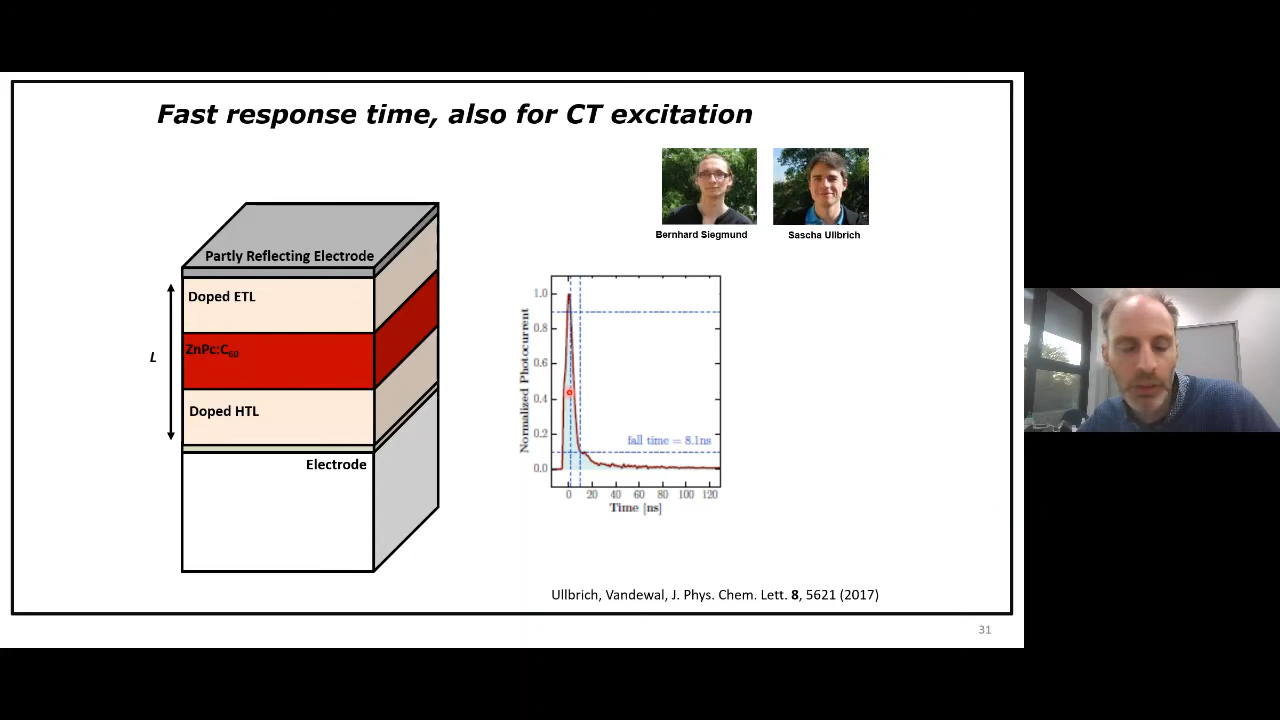 Fast response time, also for CT excitation
Bernhard Siegmund
Sascha Ullbrich
Partly Reflecting Electrode
Doped ETL
L
ZnPc:C60
Doped HTL
Electrode
Normalized Photocurrent
1.0
0.8
0.6
0.4
0.2
0.0
fall time = 8.1ns
0 20 40 60 80 100 120
Time [ns]
Ullbrich, Vandewal, J. Phys. Chem. Lett. 8, 5621 (2017)
31